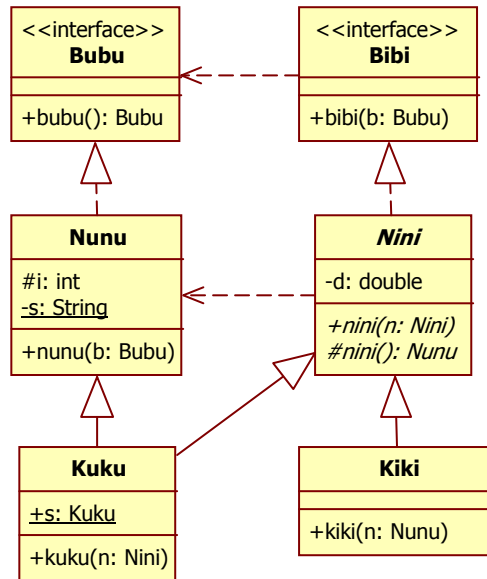 <<interface>>
Bubu
+bubu(): Bubu
<<interface>>
Bibi
+bibi(b: Bubu)
Nunu
#i: int
-s: String
+nunu(b: Bubu)
Nini
-d: double
+nini(n: Nini)
#nini(): Nunu
Kuku
+s: Kuku
+kuku(n: Nini)
Kiki
+kiki(n: Nunu)